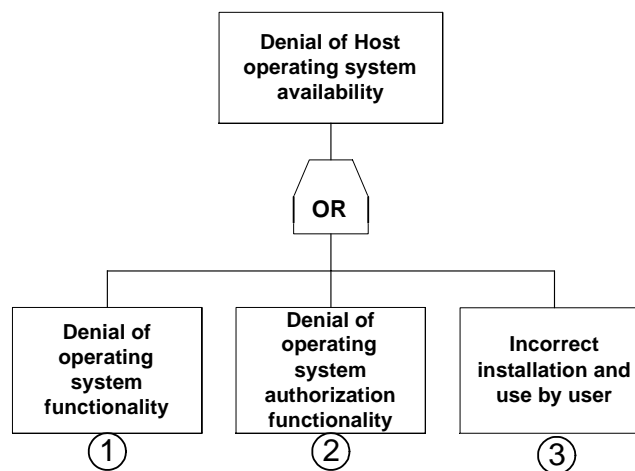 Denial of Host
operating system
availability
OR
Denial of
operating
system
functionality
1
Denial of
operating
system
authorization
functionality
2
Incorrect
installation and
use by user
3